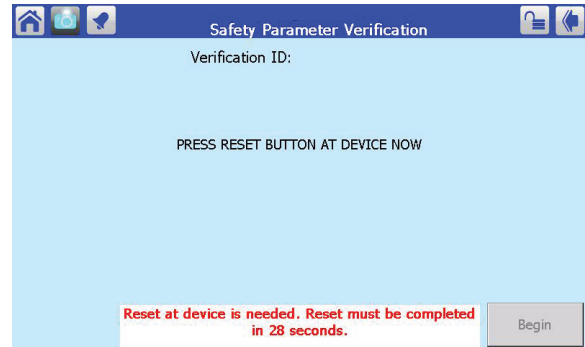 Safety Parameter Verification
Verification ID:
PRESS RESET BUTTON AT DEVICE NOW
Reset at device is needed. Reset must be completed
in 28 seconds.
Begin